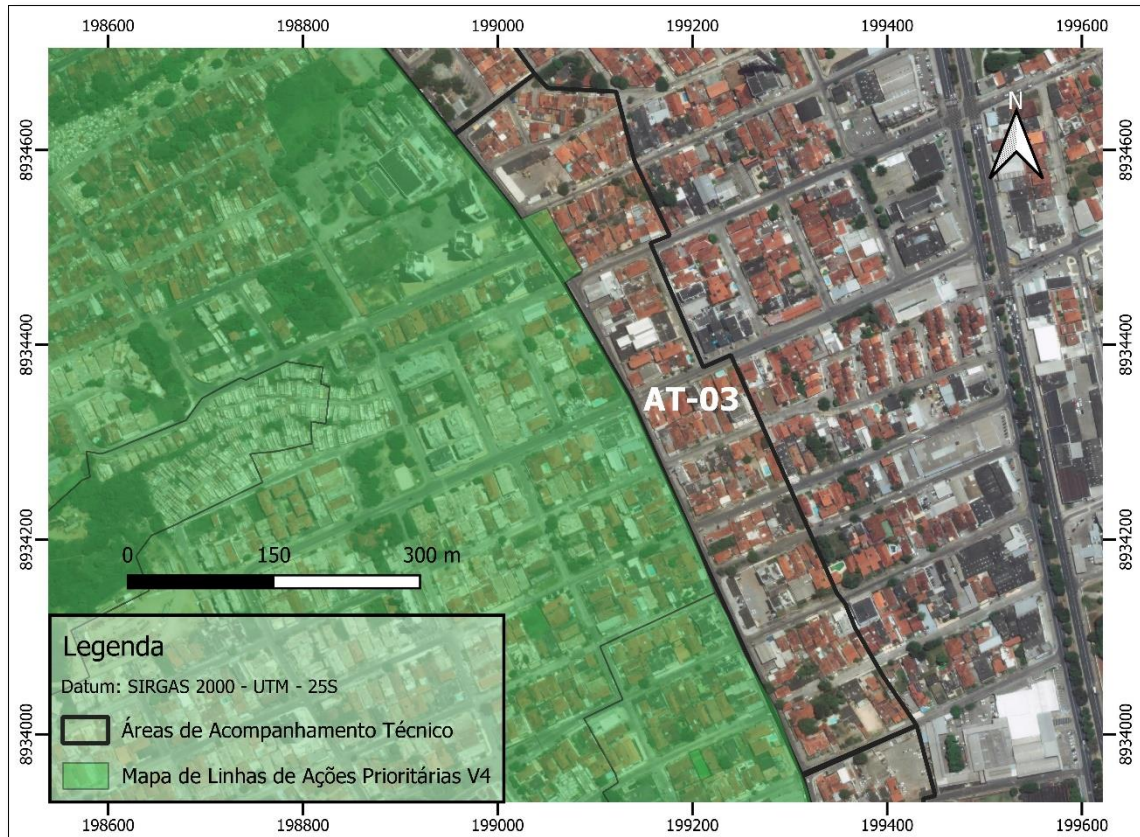 198600 198800 199000 199200 199400 199600
8934600 8934600
8934400 8934400
8934200 8934200
8934000 8934000
N
AT-03
0 150 300 m
Legenda
Datum: SIRGAS 2000 - UTM - 25S
Áreas de Acompanhamento Técnico
Mapa de Linhas de Ações Prioritárias V4
198600 198800 199000 199200 199400 199600